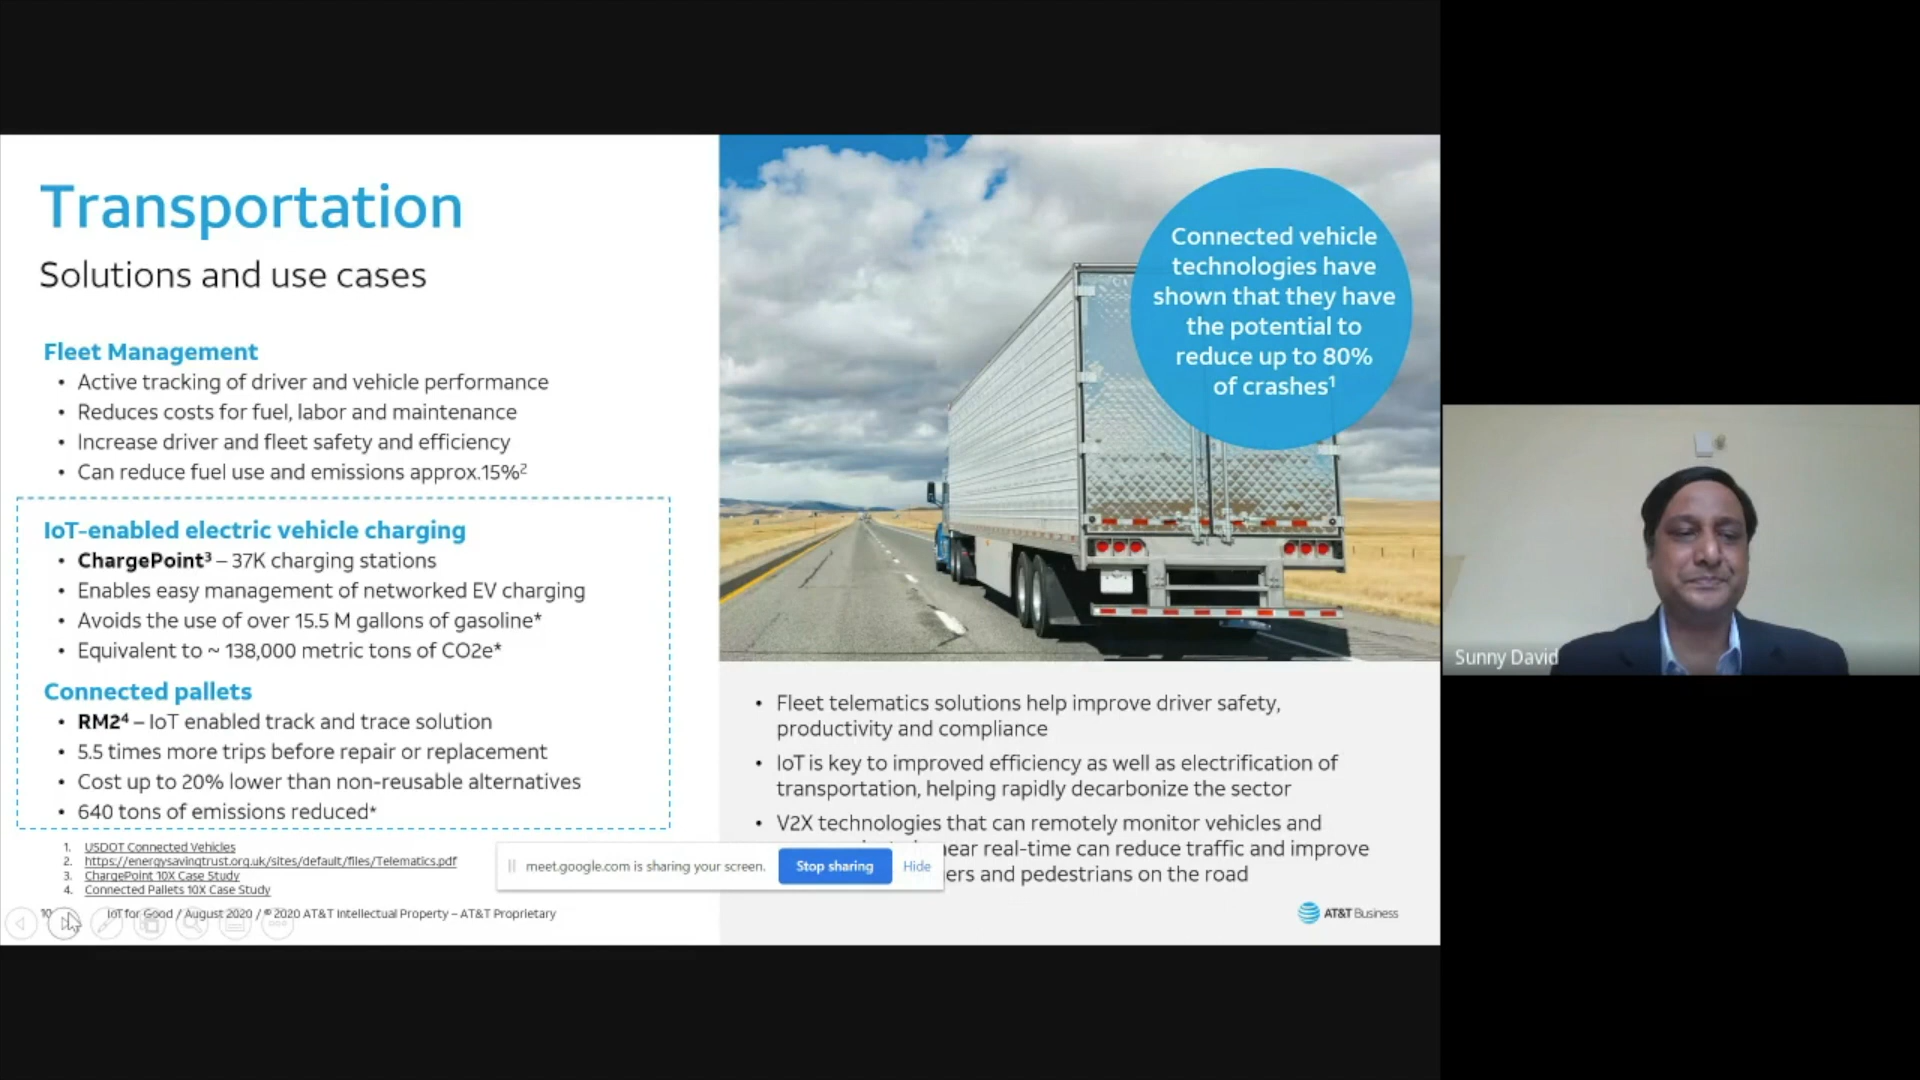 Transportation
Solutions and use cases
Fleet Management
• Active tracking of driver and vehicle performance
• Reduces costs for fuel, labor and maintenance
• Increase driver and fleet safety and efficiency
• Can reduce fuel use and emissions approx.15%²
IoT-enabled electric vehicle charging
• ChargePoint³ – 37K charging stations
• Enables easy management of networked EV charging
• Avoids the use of over 15.5 M gallons of gasoline*
• Equivalent to ~ 138,000 metric tons of CO2e*
Connected pallets
• RM2⁴ – IoT enabled track and trace solution
• 5.5 times more trips before repair or replacement
• Cost up to 20% lower than non-reusable alternatives
• 640 tons of emissions reduced*
1. USDOT Connected Vehicles
2. https://energysavingtrust.org.uk/sites/default/files/Telematics.pdf
3. ChargePoint 10X Case Study
4. Connected Pallets 10X Case Study
10
IoT for Good / August 2020 / © 2020 AT&T Intellectual Property – AT&T Proprietary
Connected vehicle
technologies have
shown that they have
the potential to
reduce up to 80%
of crashes¹
• Fleet telematics solutions help improve driver safety,
productivity and compliance
• IoT is key to improved efficiency as well as electrification of
transportation, helping rapidly decarbonize the sector
• V2X technologies that can remotely monitor vehicles and
near real-time can reduce traffic and improve
and pedestrians on the road
meet.google.com is sharing your screen.
Stop sharing
Hide
AT&T Business
Sunny David